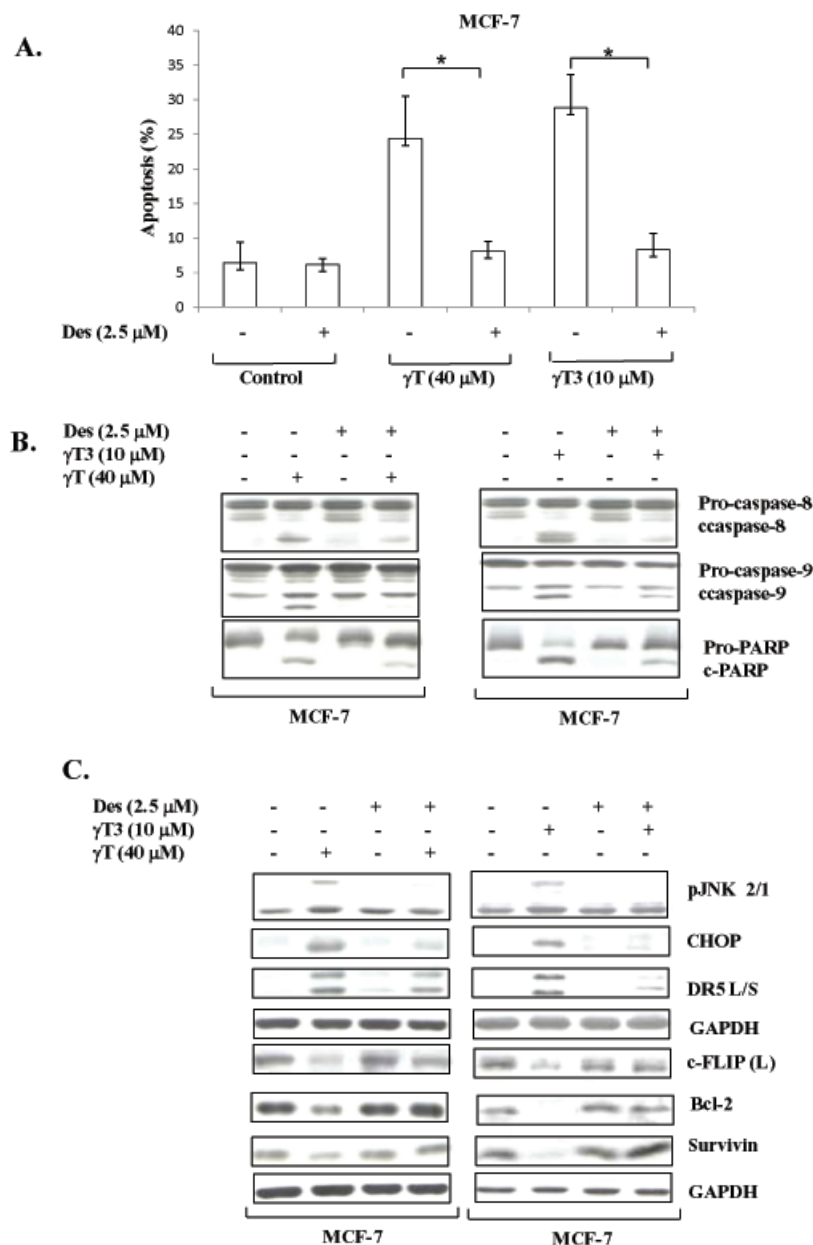 MCF-7
A.
Apoptosis (%)
40
35
30
25
20
15
10
5
0
* *
Des (2.5 μM) - + - + - +
Control γT (40 μM) γT3 (10 μM)
B.
Des (2.5 μM) - - + + - - + +
γT3 (10 μM) - - - - - + - +
γT (40 μM) - + - + - - - -
Pro-caspase-8
ccaspase-8
Pro-caspase-9
ccaspase-9
Pro-PARP
c-PARP
MCF-7 MCF-7
C.
Des (2.5 μM) - - + + - - + +
γT3 (10 μM) - - - - - + - +
γT (40 μM) - + - + - - - -
pJNK 2/1
CHOP
DR5 L/S
GAPDH
c-FLIP (L)
Bcl-2
Survivin
GAPDH
MCF-7 MCF-7